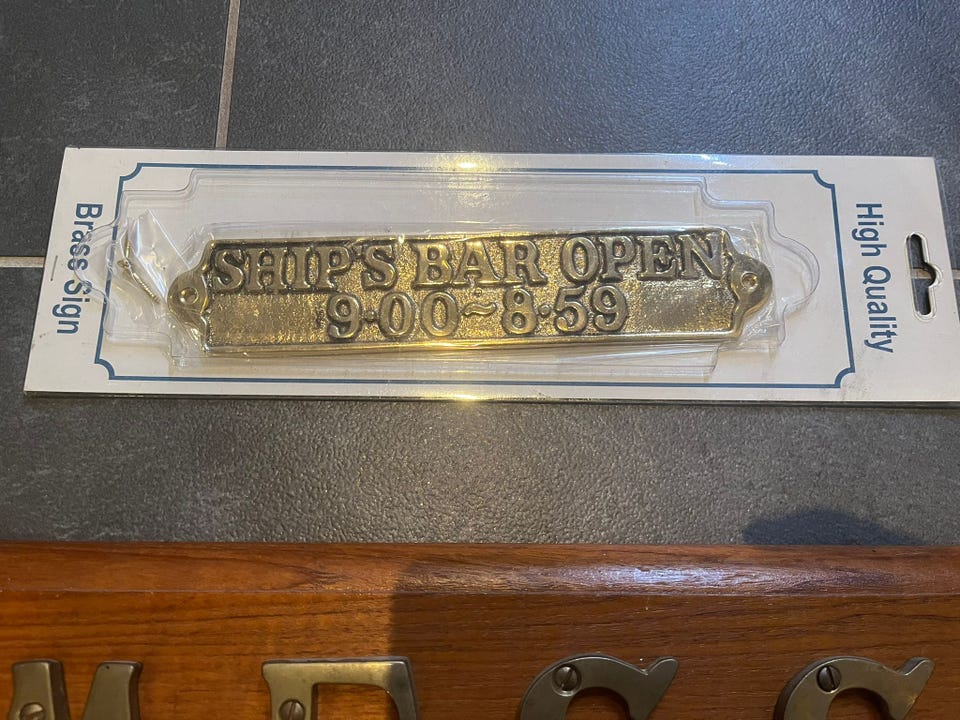 Brass Sign
SHIP'S BAR OPEN
9·00~8·59
High Quality